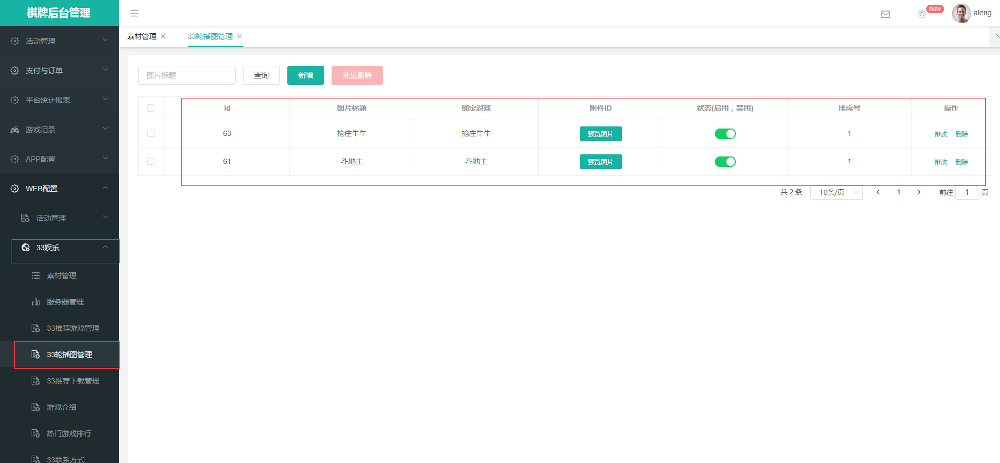 棋牌后台管理
new
aleng
素材管理
33轮播图管理
活动管理
支付与订单
平台统计报表
游戏记录
APP配置
WEB配置
活动管理
33娱乐
素材管理
服务器管理
33推荐游戏管理
33轮播图管理
33推荐下载管理
游戏介绍
热门游戏排行
33联系方式
图片标题 查询 新增 批量删除
id 图片标题 绑定游戏 附件ID 状态(启用，禁用) 排序号 操作
63 抢庄牛牛 抢庄牛牛 预览图片 1 修改 删除
61 斗地主 斗地主 预览图片 1 修改 删除
共 2 条 10条/页 1 前往 1 页